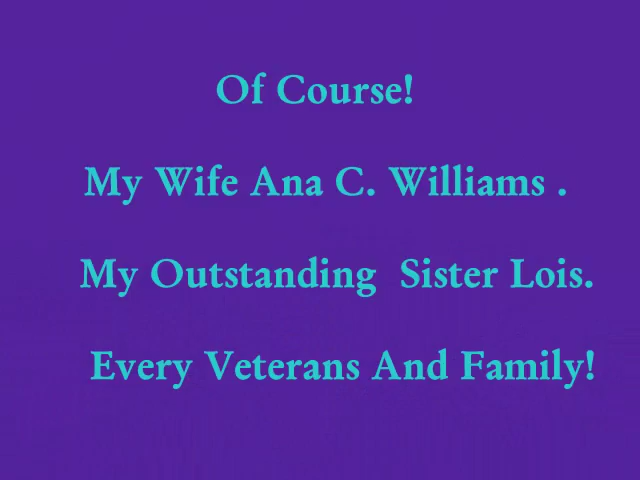 Of Course!
My Wife Ana C. Williams .
My Outstanding  Sister Lois.
Every Veterans And Family!